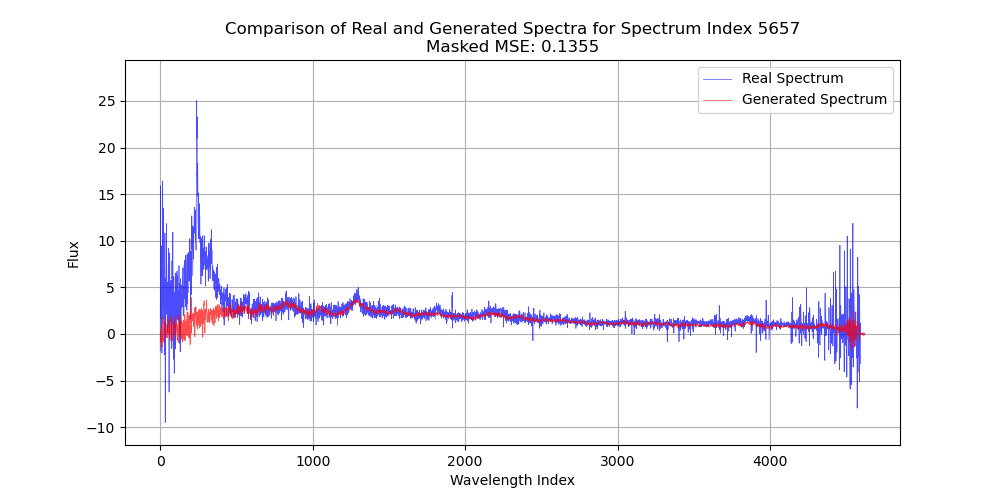 Comparison of Real and Generated Spectra for Spectrum Index 5657
Masked MSE: 0.1355
Real Spectrum
Generated Spectrum
Flux
25
20
15
10
5
0
−5
−10
0
1000
2000
3000
4000
Wavelength Index